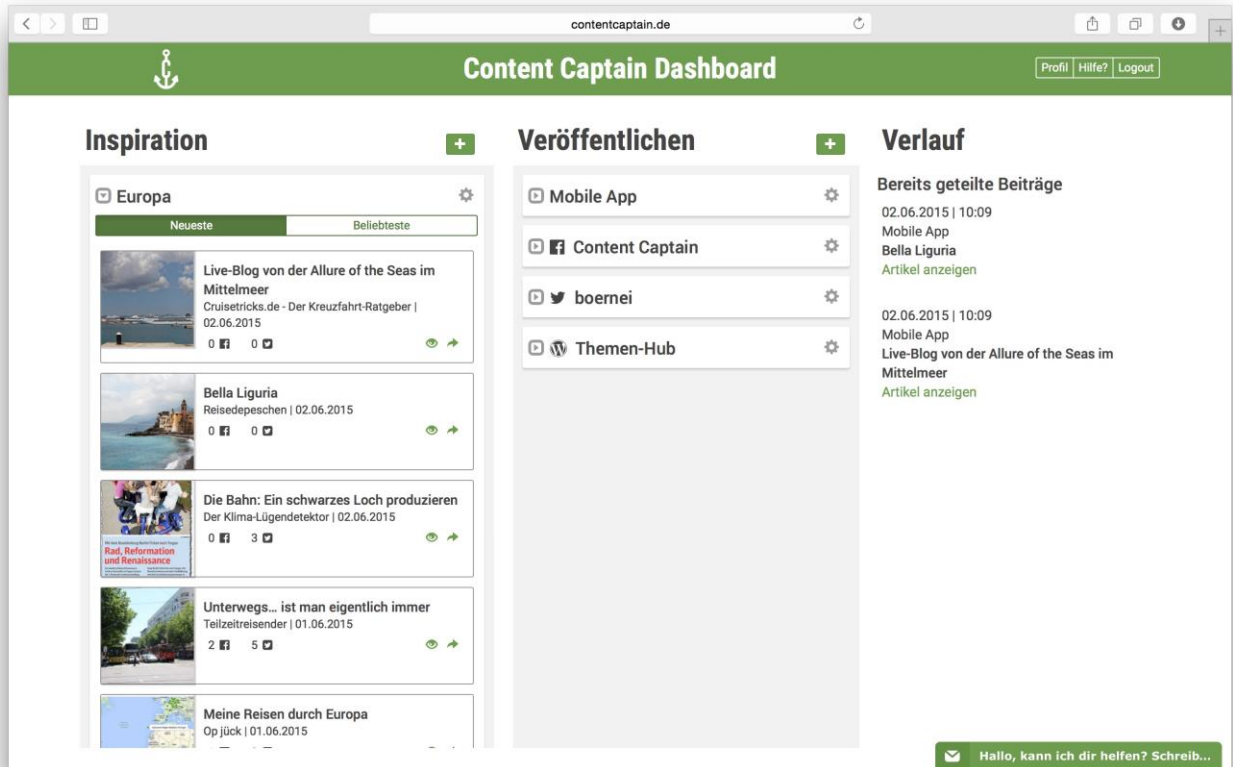 contentcaptain.de
Content Captain Dashboard
Profil
Hilfe?
Logout
Inspiration
Europa
Neueste
Beliebteste
Live-Blog von der Allure of the Seas im
Mittelmeer
Cruisetricks.de - Der Kreuzfahrt-Ratgeber |
02.06.2015
0 0
Bella Liguria
Reisedepeschen | 02.06.2015
0 0
Rad, Reformation
und Renaissance
Die Bahn: Ein schwarzes Loch produzieren
Der Klima-Lügendetektor | 02.06.2015
0 3
Unterwegs... ist man eigentlich immer
Teilzeitreisender | 01.06.2015
2 5
Meine Reisen durch Europa
Op jück | 01.06.2015
Veröffentlichen
Mobile App
Content Captain
boernei
Themen-Hub
Verlauf
Bereits geteilte Beiträge
02.06.2015 | 10:09
Mobile App
Bella Liguria
Artikel anzeigen
02.06.2015 | 10:09
Mobile App
Live-Blog von der Allure of the Seas im
Mittelmeer
Artikel anzeigen
Hallo, kann ich dir helfen? Schreib...